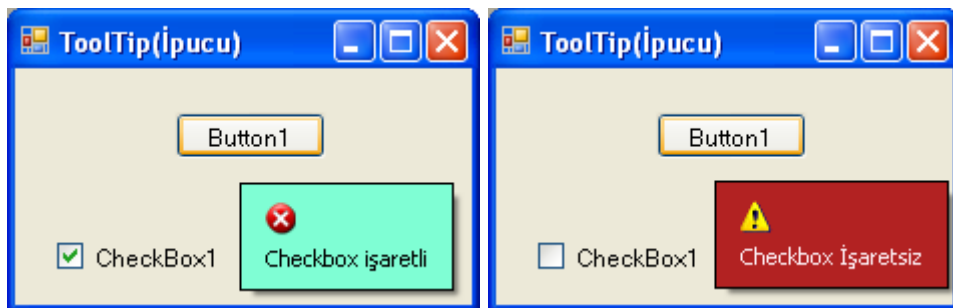 ToolTip(İpucu)
Button1
CheckBox1
Checkbox işaretli
ToolTip(İpucu)
Button1
CheckBox1
Checkbox İşaretsiz